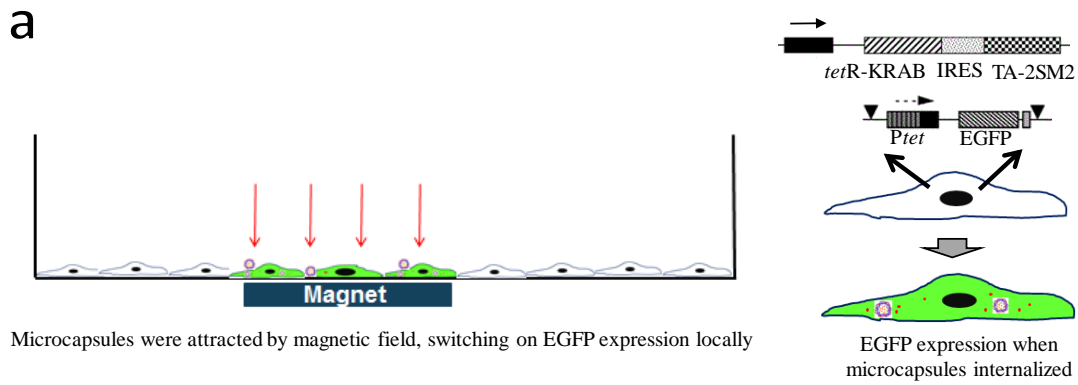 a
tetR-KRAB IRES TA-2SM2
Ptet EGFP
Magnet
Microcapsules were attracted by magnetic field, switching on EGFP expression locally
EGFP expression when
microcapsules internalized